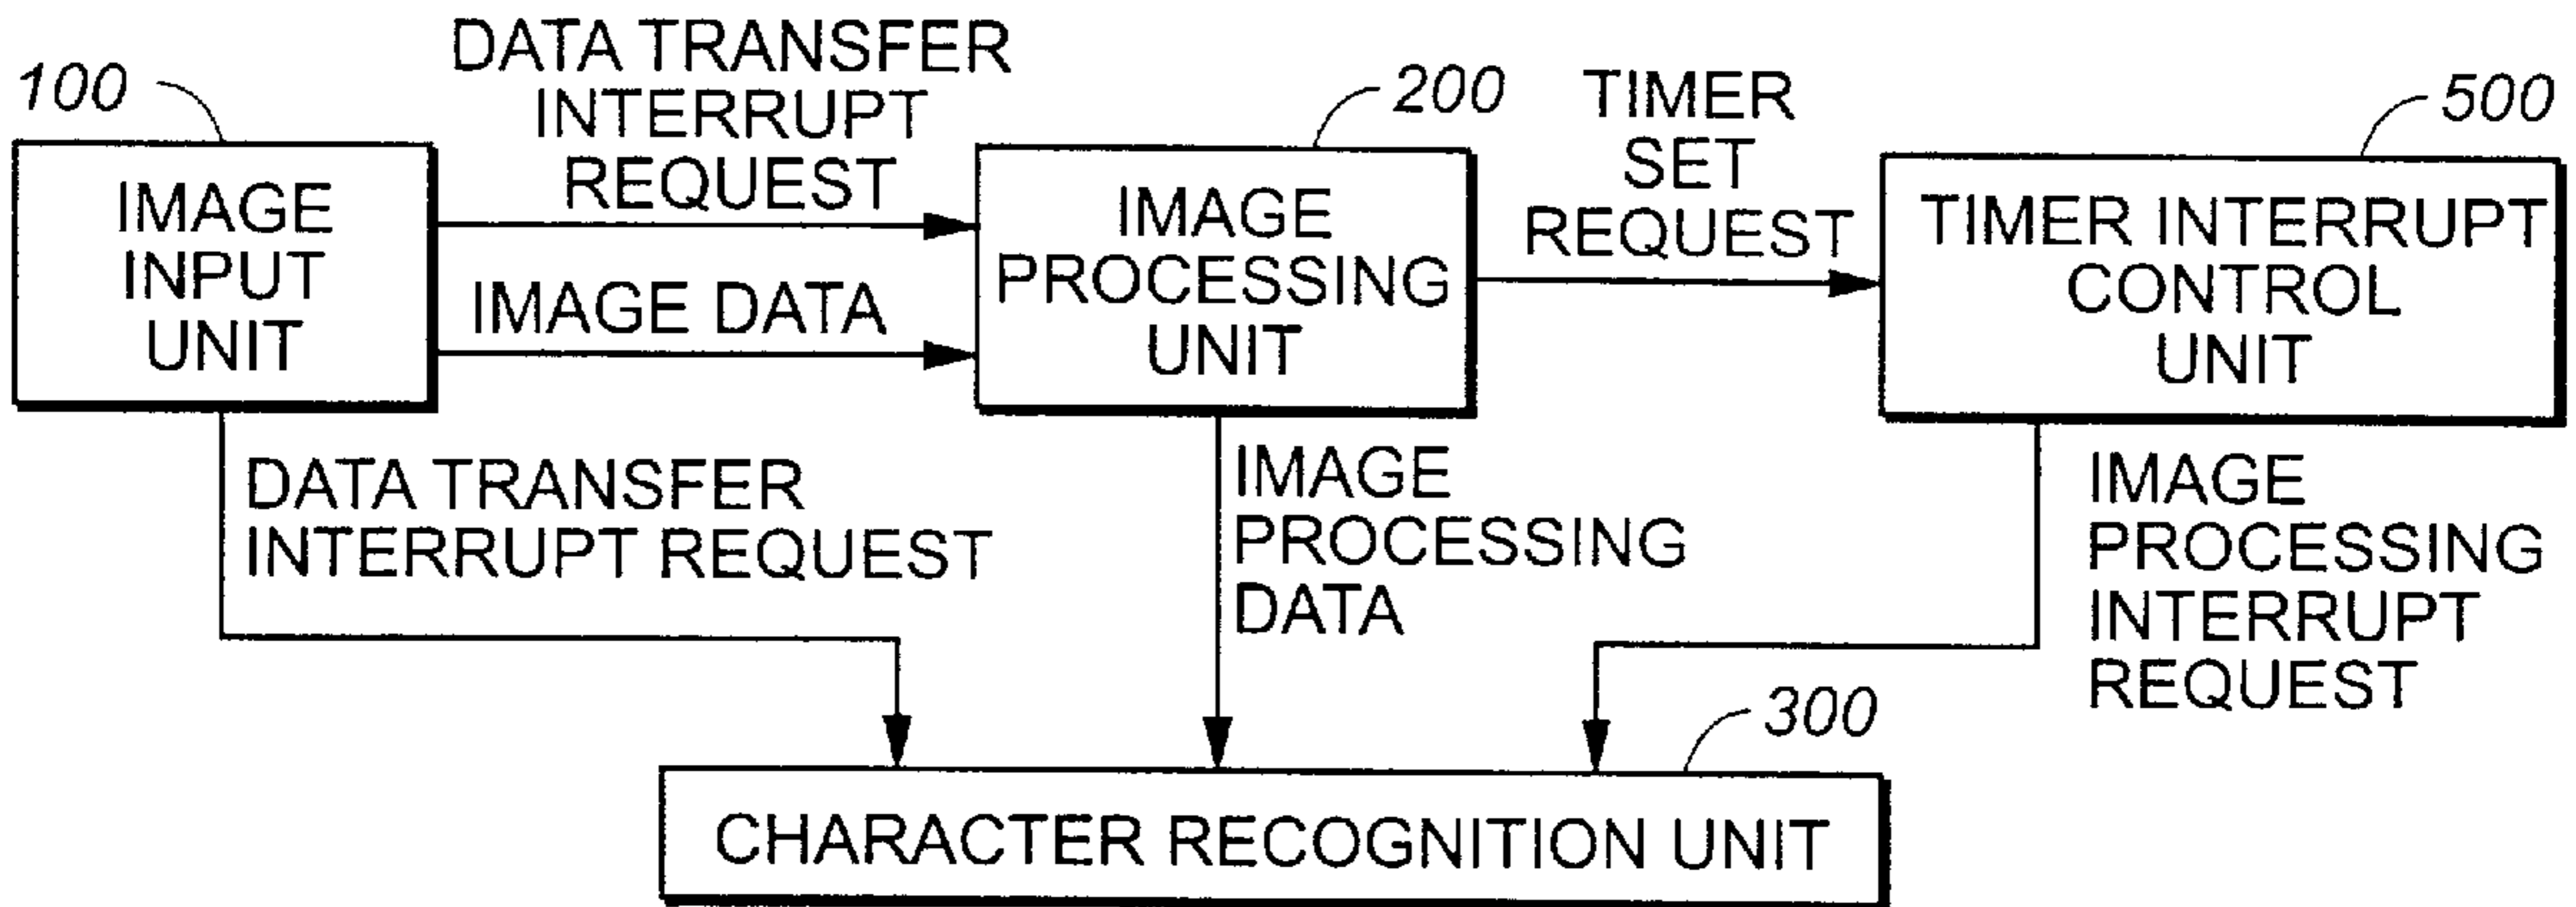 100
DATA TRANSFER
INTERRUPT
REQUEST
200
TIMER
SET
REQUEST
500
IMAGE
INPUT
UNIT
IMAGE DATA
IMAGE
PROCESSING
UNIT
TIMER INTERRUPT
CONTROL
UNIT
DATA TRANSFER
INTERRUPT REQUEST
IMAGE
PROCESSING
DATA
IMAGE
PROCESSING
INTERRUPT
REQUEST
300
CHARACTER RECOGNITION UNIT